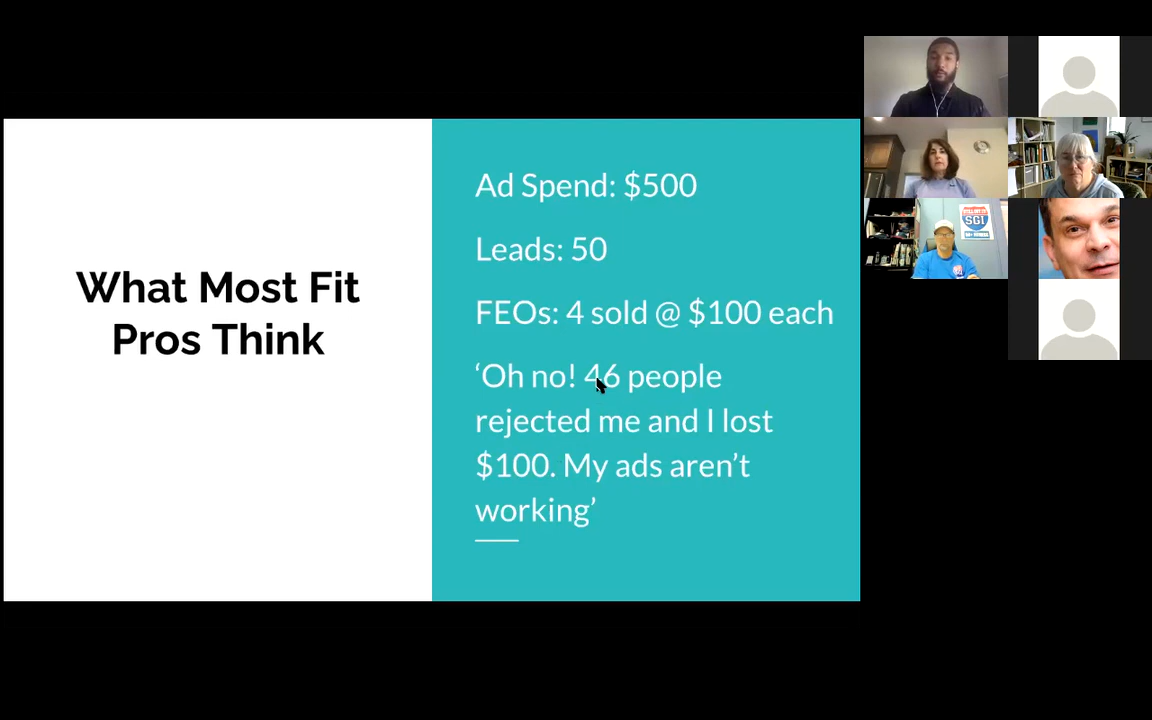 What Most Fit
Pros Think
Ad Spend: $500
Leads: 50
FEOs: 4 sold @ $100 each
‘Oh no! 46 people
rejected me and I lost
$100. My ads aren’t
working’
SGI